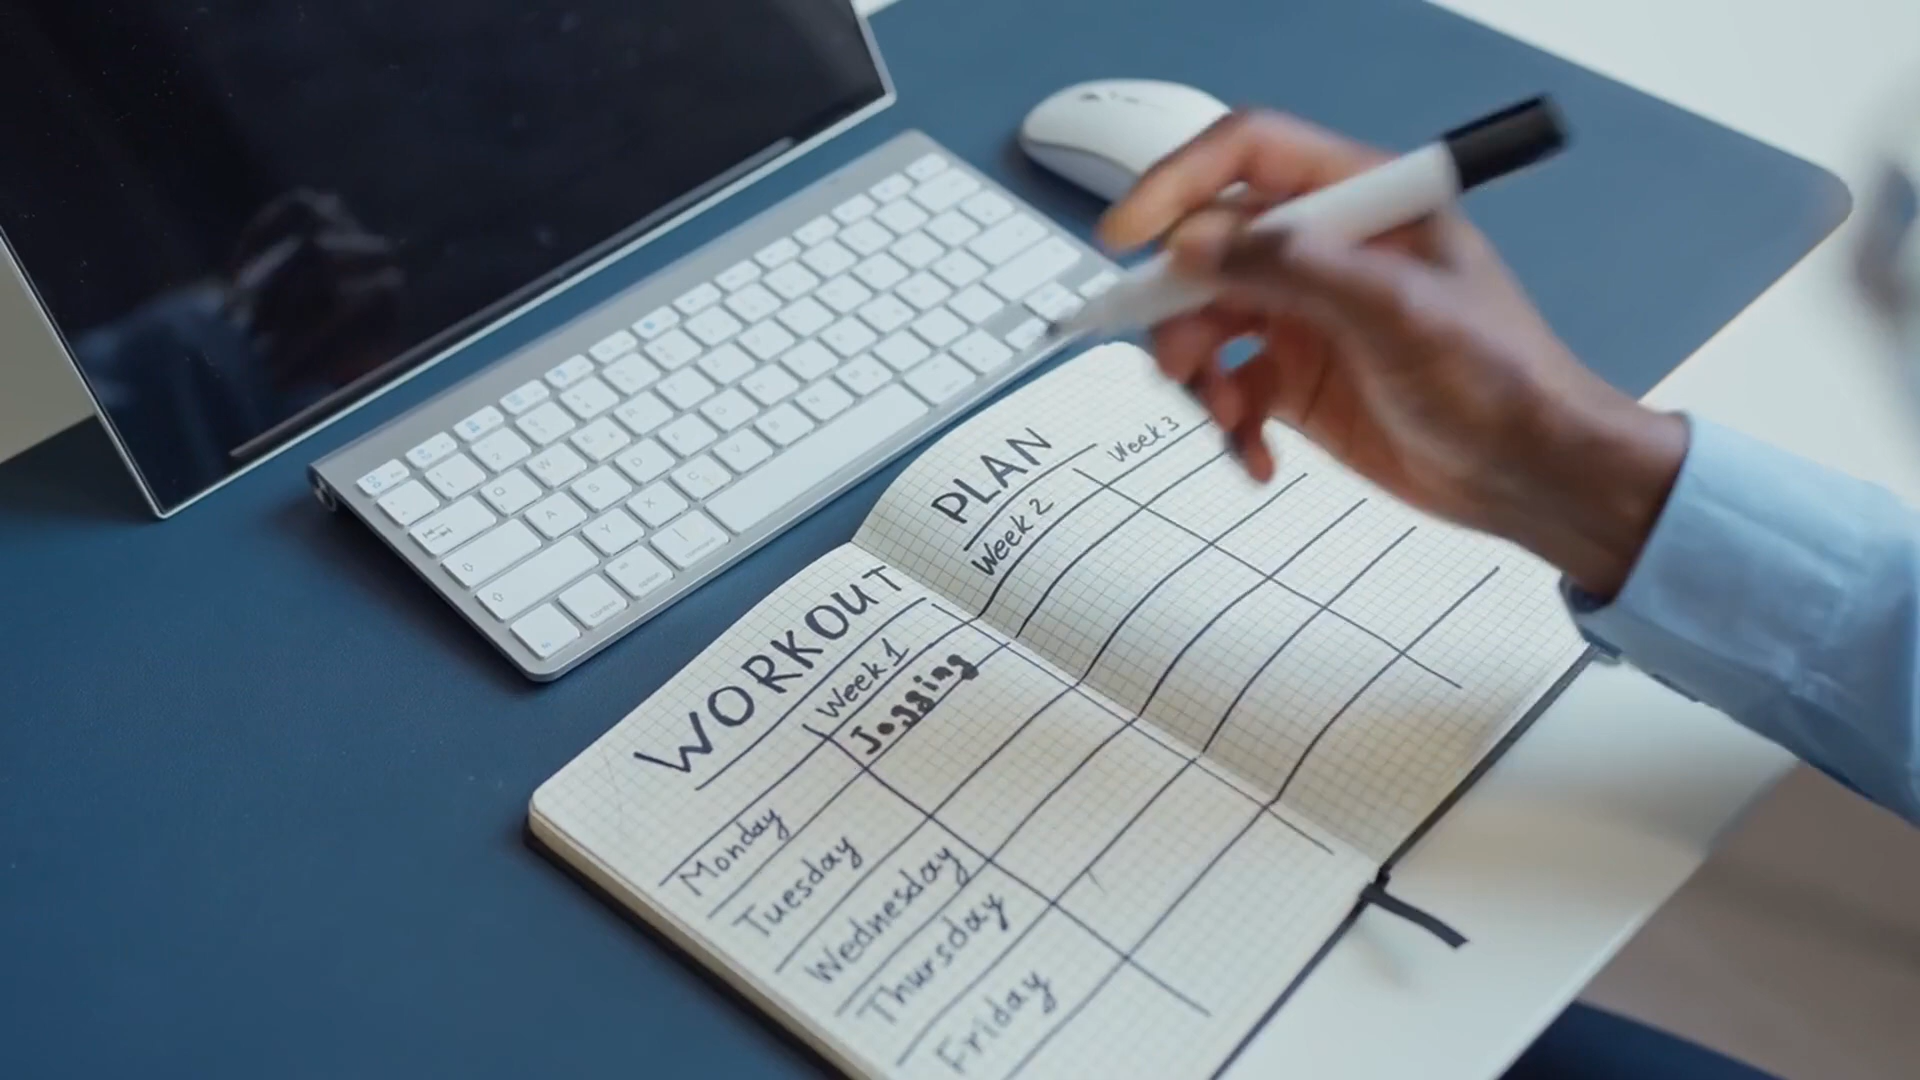 WORKOUT PLAN
Week 1 Week 2 Week 3
Monday Jogging
Tuesday
Wednesday
Thursday
Friday